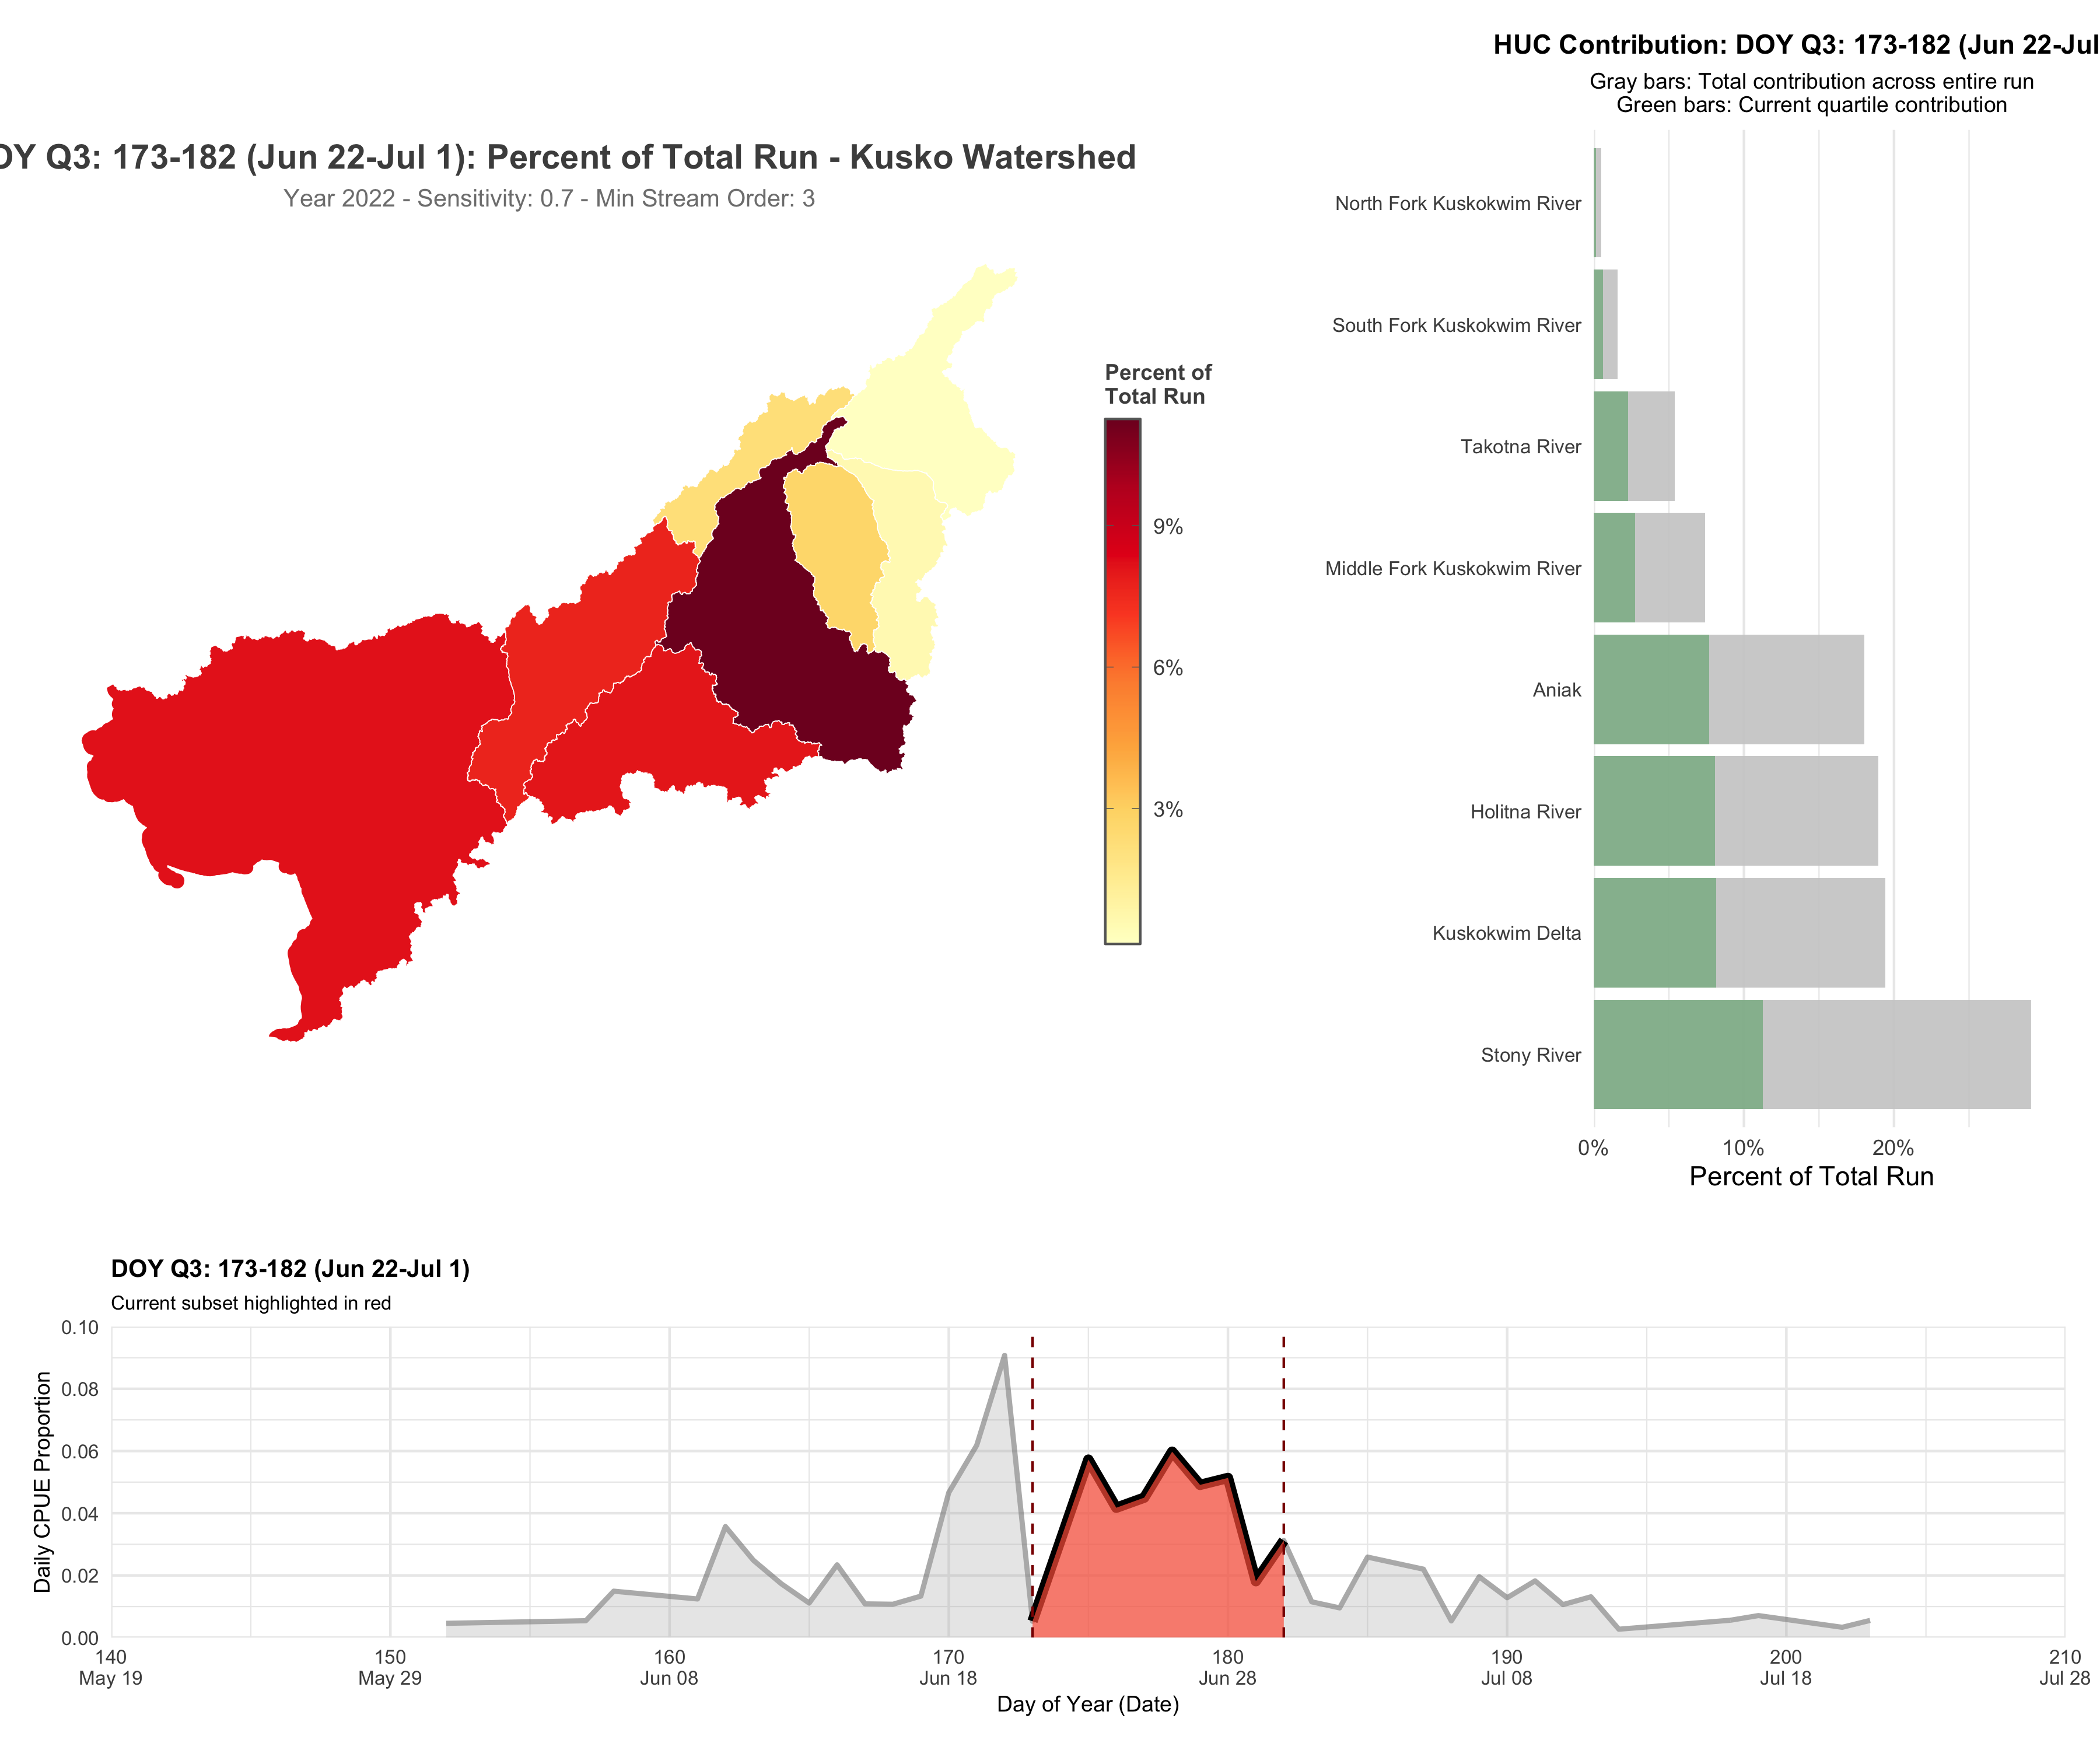 HUC Contribution: DOY Q3: 173-182 (Jun 22-Jul
Gray bars: Total contribution across entire run
Green bars: Current quartile contribution
OY Q3: 173-182 (Jun 22-Jul 1): Percent of Total Run - Kusko Watershed
Year 2022 - Sensitivity: 0.7 - Min Stream Order: 3
Percent of
Total Run
9%
6%
3%
North Fork Kuskokwim River
South Fork Kuskokwim River
Takotna River
Middle Fork Kuskokwim River
Aniak
Holitna River
Kuskokwim Delta
Stony River
0% 10% 20%
Percent of Total Run
DOY Q3: 173-182 (Jun 22-Jul 1)
Current subset highlighted in red
Daily CPUE Proportion
0.10
0.08
0.06
0.04
0.02
0.00
140 150 160 170 180 190 200 210
May 19 May 29 Jun 08 Jun 18 Jun 28 Jul 08 Jul 18 Jul 28
Day of Year (Date)